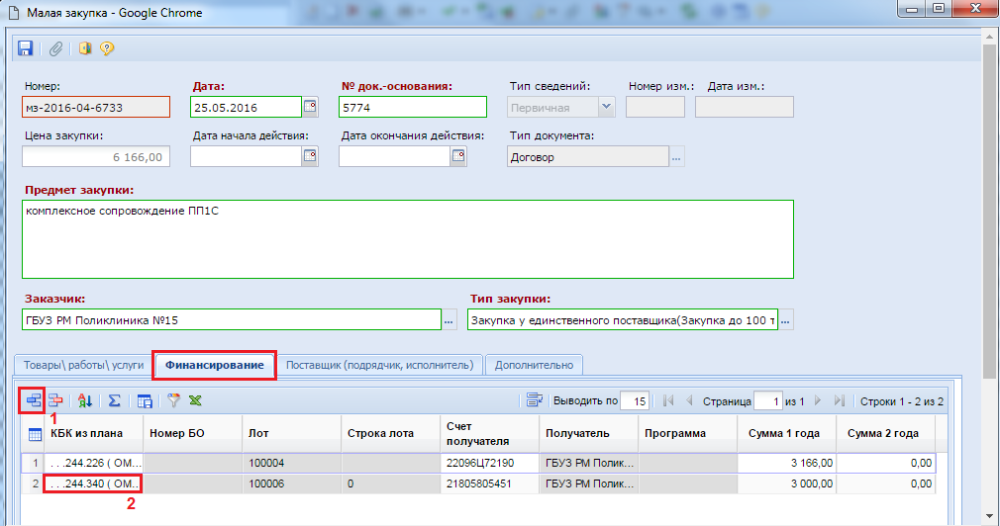 Малая закупка - Google Chrome
Номер: Дата: № док.-основания: Тип сведений: Номер изм.: Дата изм.:
мз-2016-04-6733 25.05.2016 5774 Первичная
Цена закупки: Дата начала действия: Дата окончания действия: Тип документа:
6 166,00 Договор ...
Предмет закупки:
комплексное сопровождение ПП1С
Заказчик: Тип закупки:
ГБУЗ РМ Поликлиника №15 ... Закупка у единственного поставщика(Закупка до 100 т ...
Товары\ работы\ услуги Финансирование Поставщик (подрядчик, исполнитель) Дополнительно
1 Выводить по 15 Страница 1 из 1 Строки 1 - 2 из 2
КБК из плана Номер БО Лот Строка лота Счет получателя Получатель Программа Сумма 1 года Сумма 2 года
1 . . .244.226 ( ОМ... 100004 22096Ц72190 ГБУЗ РМ Полик... 3 166,00 0,00
2 . . .244.340 ( ОМ... 100006 0 21805805451 ГБУЗ РМ Полик... 3 000,00 0,00
2